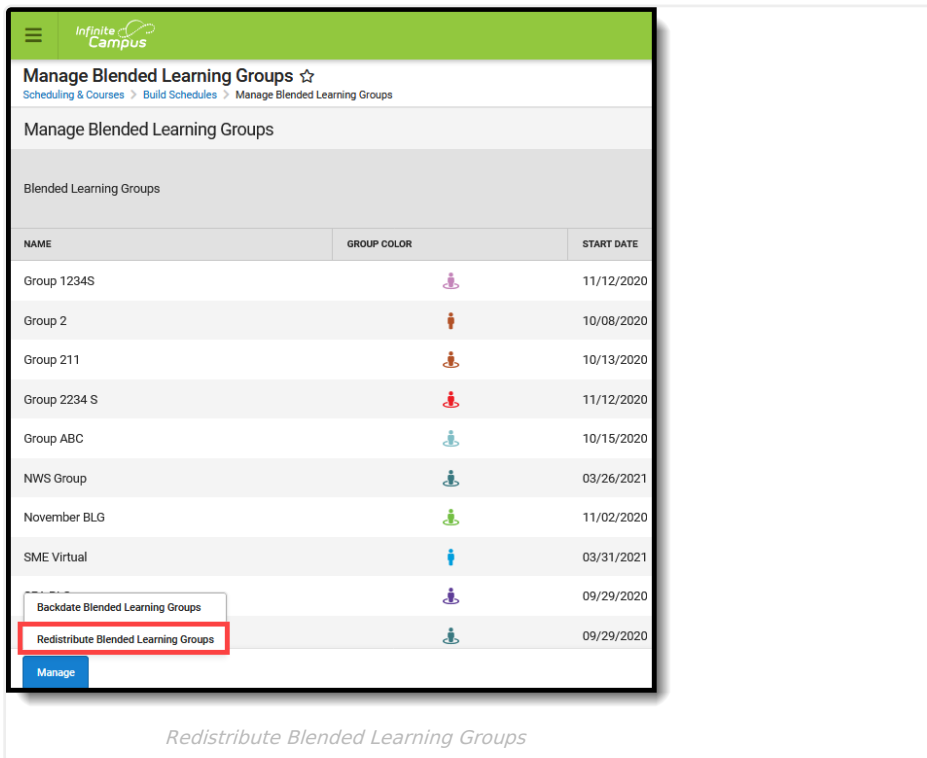 Infinite
Campus
Manage Blended Learning Groups
Scheduling & Courses > Build Schedules > Manage Blended Learning Groups
Manage Blended Learning Groups
Blended Learning Groups
NAME GROUP COLOR START DATE
Group 1234S 11/12/2020
Group 2 10/08/2020
Group 211 10/13/2020
Group 2234 S 11/12/2020
Group ABC 10/15/2020
NWS Group 03/26/2021
November BLG 11/02/2020
SME Virtual 03/31/2021
09/29/2020
Backdate Blended Learning Groups
Redistribute Blended Learning Groups 09/29/2020
Manage
Redistribute Blended Learning Groups